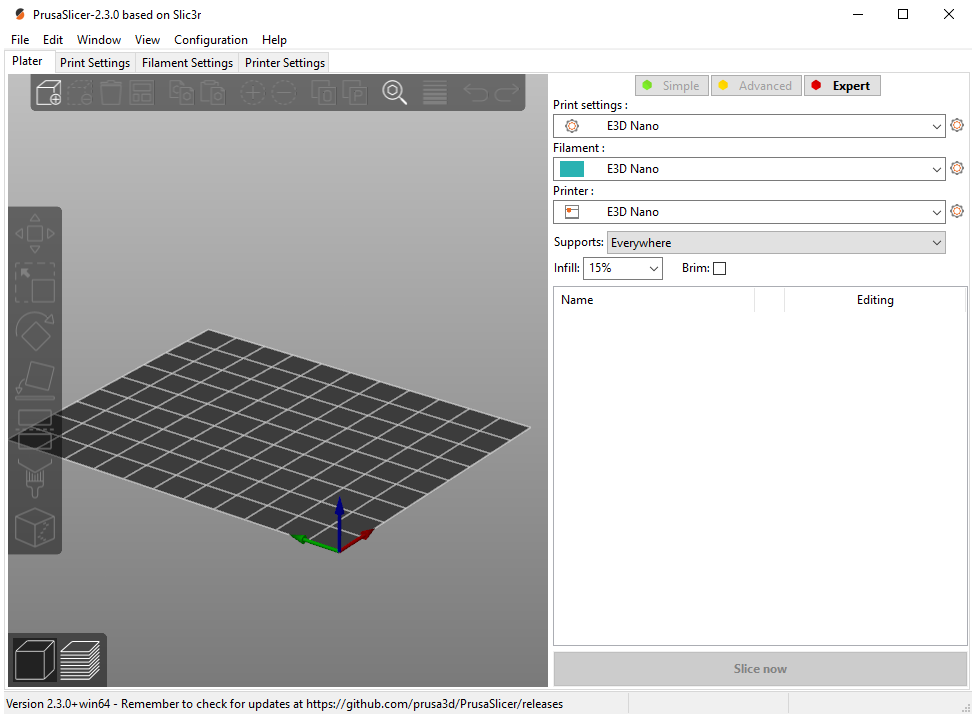 PrusaSlicer-2.3.0 based on Slic3r
File Edit Window View Configuration Help
Plater Print Settings Filament Settings Printer Settings
Simple Advanced Expert
Print settings :
E3D Nano
Filament :
E3D Nano
Printer :
E3D Nano
Supports: Everywhere
Infill: 15% Brim:
Name Editing
P
Slice now
Version 2.3.0+win64 - Remember to check for updates at https://github.com/prusa3d/PrusaSlicer/releases